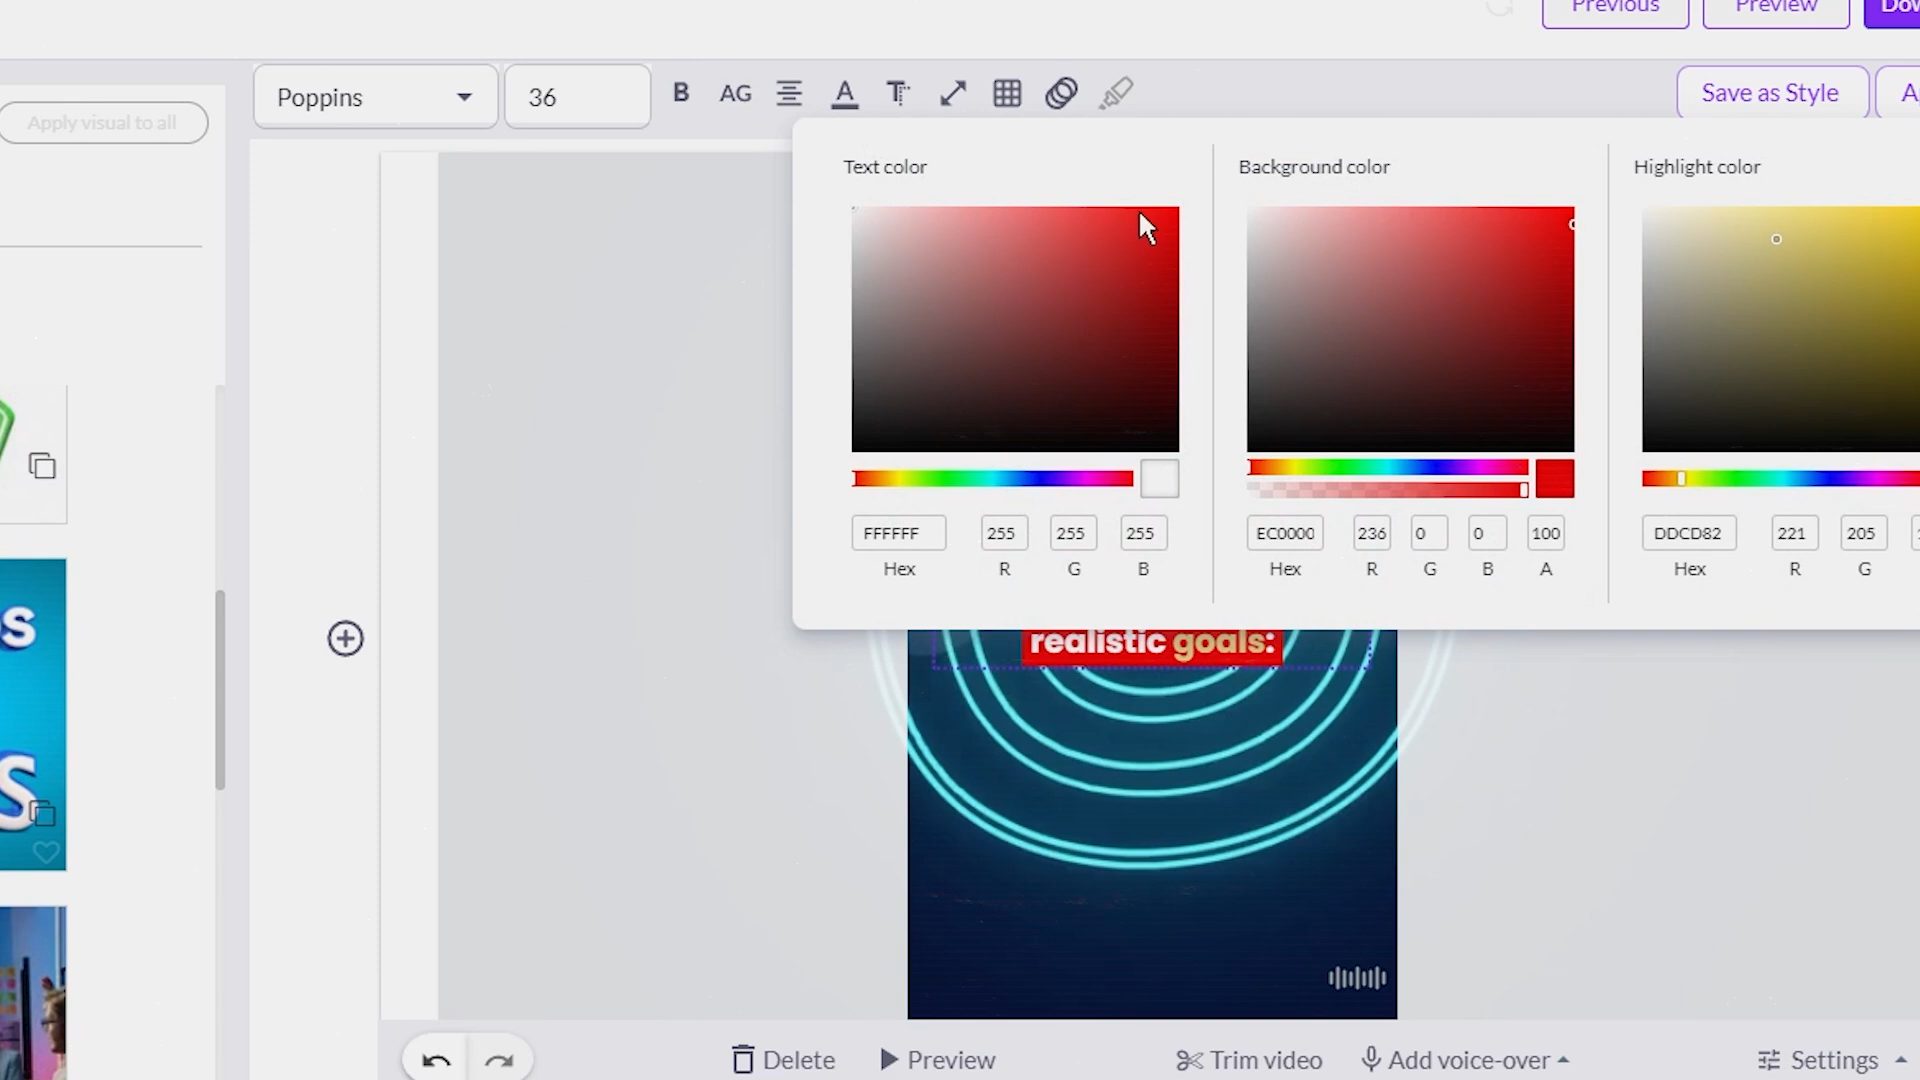 Previous
Preview
Dow
Apply visual to all
Poppins
36
B
AG
A
T
Save as Style
Text color
Background color
Highlight color
FFFFFF
255
255
255
Hex
R
G
B
EC0000
236
0
0
100
Hex
R
G
B
A
DDCD82
221
205
Hex
R
G
realistic goals:
S
S
Delete
Preview
Trim video
Add voice-over
Settings